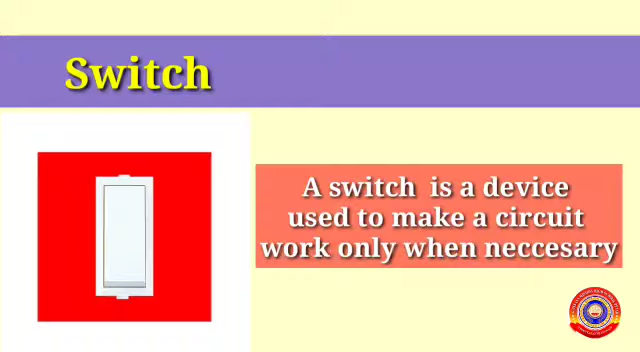 Switch
A switch is a device
used to make a circuit
work only when neccesary